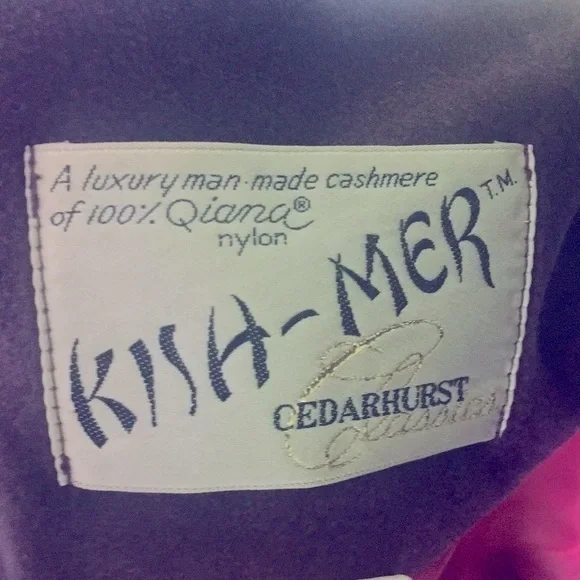 A luxury man-made cashmere
of 100% Qiana®
nylon
KISH-MER T.M.
CEDARHURST
Classics